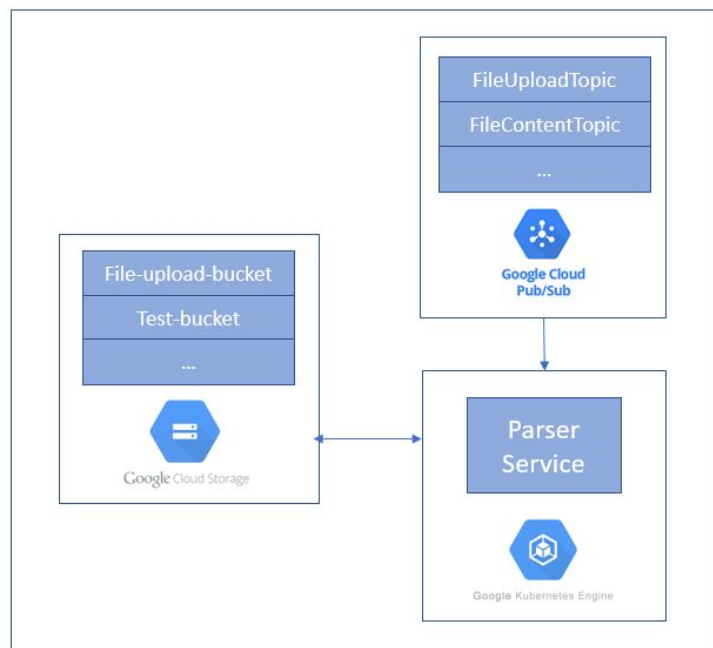 FileUploadTopic
FileContentTopic
...
Google Cloud
Pub/Sub
File-upload-bucket
Test-bucket
...
Google Cloud Storage
Parser
Service
Google Kubernetes Engine